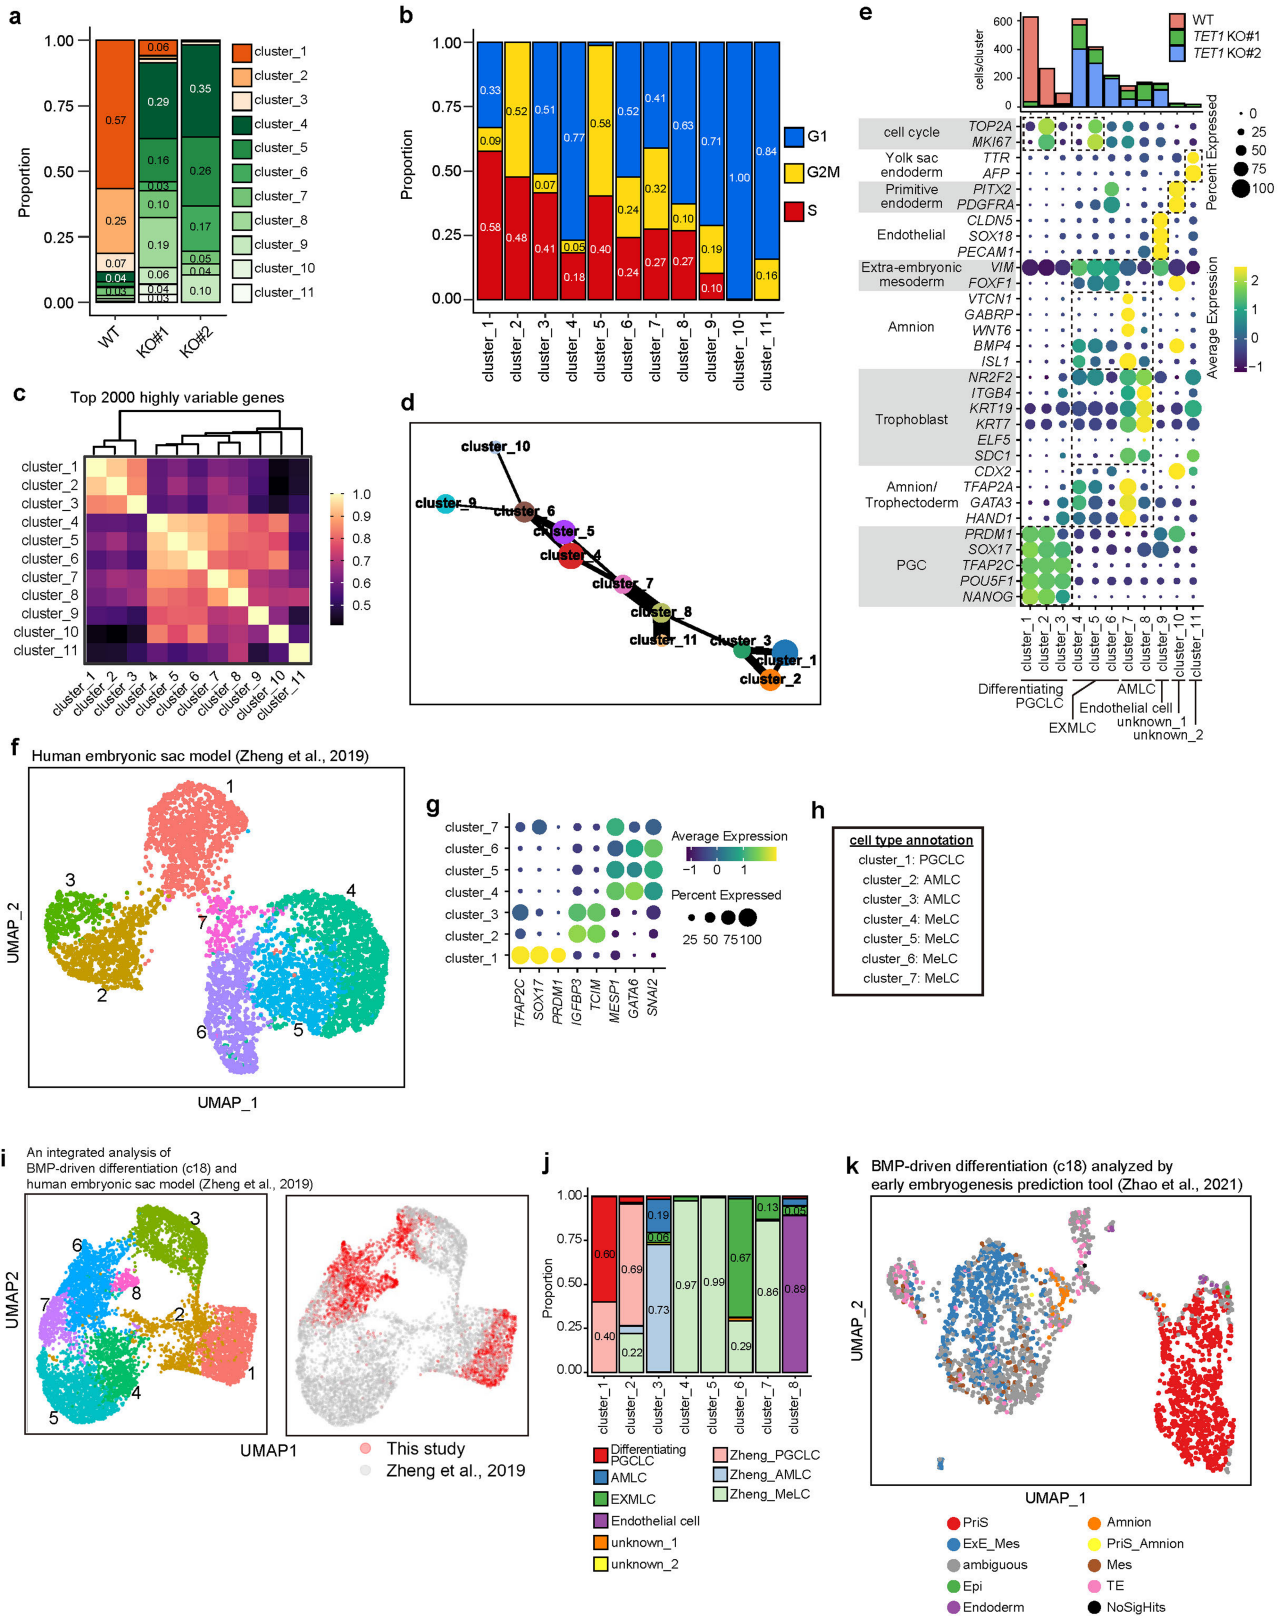 a
Proportion
1.00
0.75
0.50
0.25
0.00
0.57
0.25
0.07
0.04
0.03
0.06
0.29
0.16
0.03
0.10
0.19
0.06
0.04
0.03
0.35
0.26
0.17
0.05
0.04
0.10
WT
KO#1
KO#2
cluster_1
cluster_2
cluster_3
cluster_4
cluster_5
cluster_6
cluster_7
cluster_8
cluster_9
cluster_10
cluster_11
b
Proportion
1.00
0.75
0.50
0.25
0.00
0.33
0.09
0.58
0.52
0.48
0.51
0.07
0.41
0.77
0.05
0.18
0.58
0.40
0.52
0.24
0.24
0.41
0.32
0.27
0.63
0.10
0.27
0.71
0.19
0.10
1.00
0.84
0.16
cluster_1
cluster_2
cluster_3
cluster_4
cluster_5
cluster_6
cluster_7
cluster_8
cluster_9
cluster_10
cluster_11
G1
G2M
S
c
Top 2000 highly variable genes
cluster_1
cluster_2
cluster_3
cluster_4
cluster_5
cluster_6
cluster_7
cluster_8
cluster_9
cluster_10
cluster_11
cluster_1
cluster_2
cluster_3
cluster_4
cluster_5
cluster_6
cluster_7
cluster_8
cluster_9
cluster_10
cluster_11
1.0
0.9
0.8
0.7
0.6
0.5
d
cluster_10
cluster_9
cluster_6
cluster_5
cluster_4
cluster_7
cluster_8
cluster_11
cluster_3
cluster_1
cluster_2
e
cells/cluster
600
400
200
0
WT
TET1 KO#1
TET1 KO#2
cell cycle
TOP2A
MKI67
Yolk sac
endoderm
TTR
AFP
Primitive
endoderm
PITX2
PDGFRA
Endothelial
CLDN5
SOX18
PECAM1
Extra-embryonic
mesoderm
VIM
FOXF1
Amnion
VTCN1
GABRP
WNT6
BMP4
ISL1
Trophoblast
NR2F2
ITGB4
KRT19
KRT7
ELF5
SDC1
Amnion/
Trophectoderm
CDX2
TFAP2A
GATA3
HAND1
PGC
PRDM1
SOX17
TFAP2C
POU5F1
NANOG
cluster_1
cluster_2
cluster_3
cluster_4
cluster_5
cluster_6
cluster_7
cluster_8
cluster_9
cluster_10
cluster_11
Differentiating
PGCLC
EXMLC
AMLC
Endothelial cell
unknown_1
unknown_2
Percent Expressed
0
25
50
75
100
Average Expression
2
1
0
−1
f
Human embryonic sac model (Zheng et al., 2019)
1
3
2
7
4
6
5
UMAP_2
UMAP_1
g
cluster_7
cluster_6
cluster_5
cluster_4
cluster_3
cluster_2
cluster_1
TFAP2C
SOX17
PRDM1
IGFBP3
TCIM
MESP1
GATA6
SNAI2
Average Expression
−1 0 1
Percent Expressed
25 50 75 100
h
cell type annotation
cluster_1: PGCLC
cluster_2: AMLC
cluster_3: AMLC
cluster_4: MeLC
cluster_5: MeLC
cluster_6: MeLC
cluster_7: MeLC
i
An integrated analysis of
BMP-driven differentiation (c18) and
human embryonic sac model (Zheng et al., 2019)
3
6
8
7
2
1
4
5
UMAP2
UMAP1
This study
Zheng et al., 2019
j
Proportion
1.00
0.75
0.50
0.25
0.00
0.60
0.40
0.69
0.22
0.19
0.06
0.73
0.97
0.99
0.67
0.29
0.13
0.86
0.05
0.89
cluster_1
cluster_2
cluster_3
cluster_4
cluster_5
cluster_6
cluster_7
cluster_8
Differentiating
PGCLC
AMLC
EXMLC
Endothelial cell
unknown_1
unknown_2
Zheng_PGCLC
Zheng_AMLC
Zheng_MeLC
k
BMP-driven differentiation (c18) analyzed by
early embryogenesis prediction tool (Zhao et al., 2021)
UMAP_2
UMAP_1
PriS
ExE_Mes
ambiguous
Epi
Endoderm
Amnion
PriS_Amnion
Mes
TE
NoSigHits